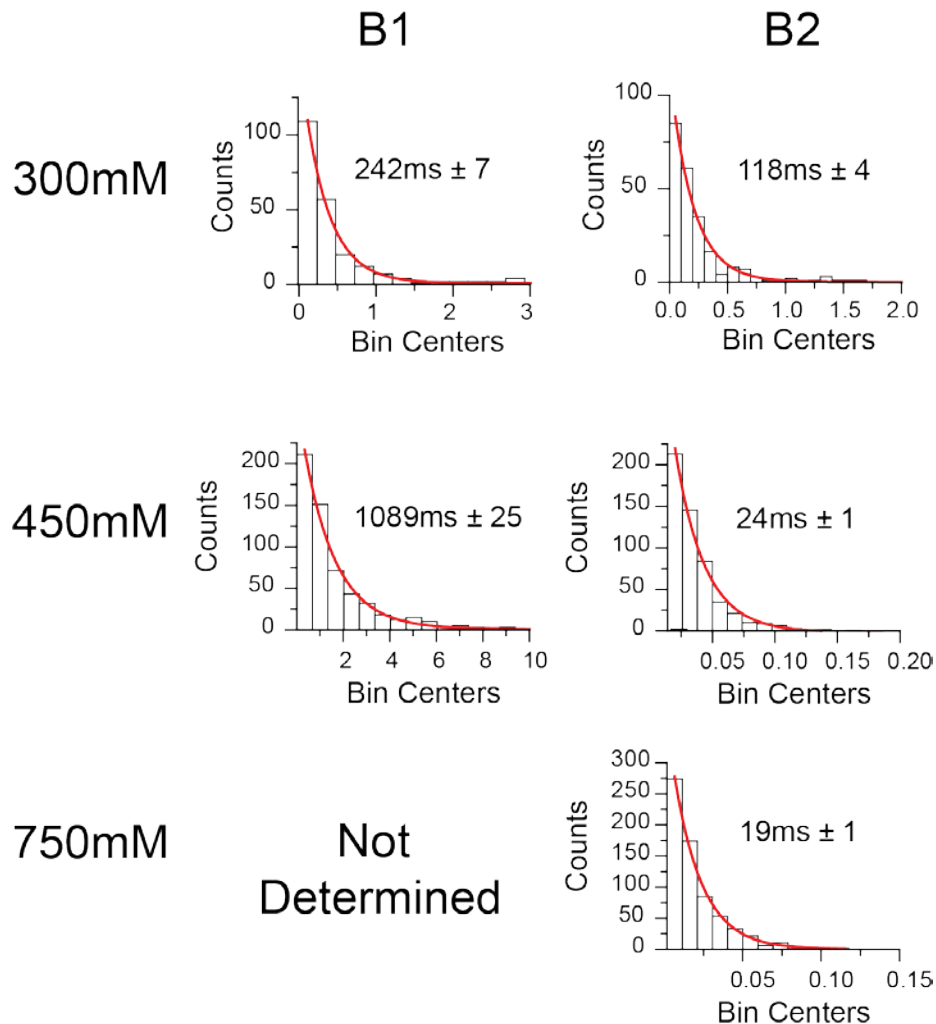 B1 B2
300mM
Counts
100
50
0
242ms ± 7
0 1 2 3
Bin Centers
Counts
100
50
0
118ms ± 4
0.0 0.5 1.0 1.5 2.0
Bin Centers
450mM
Counts
200
150
100
50
0
1089ms ± 25
2 4 6 8 10
Bin Centers
Counts
200
150
100
50
0
24ms ± 1
0.05 0.10 0.15 0.20
Bin Centers
750mM
Not
Determined
Counts
300
250
200
150
100
50
0
19ms ± 1
0.05 0.10 0.15
Bin Centers